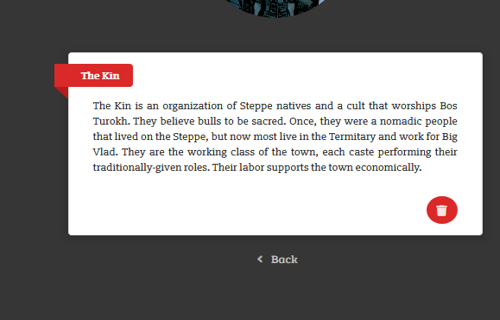 The Kin
The Kin is an organization of Steppe natives and a cult that worships Bos
Turokh. They believe bulls to be sacred. Once, they were a nomadic people
that lived on the Steppe, but now most live in the Termitary and work for Big
Vlad. They are the working class of the town, each caste performing their
traditionally-given roles. Their labor supports the town economically.
Back